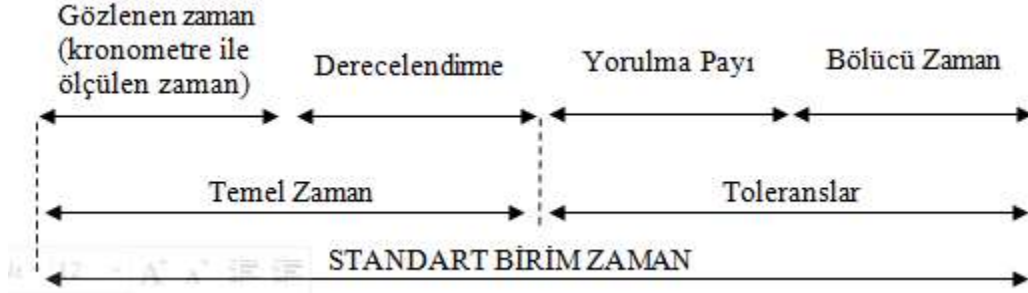 Gözlenen zaman
(kronometre ile
ölçülen zaman)
Derecelendirme
Yorulma Payı
Bölücü Zaman
Temel Zaman
Toleranslar
STANDART BİRİM ZAMAN